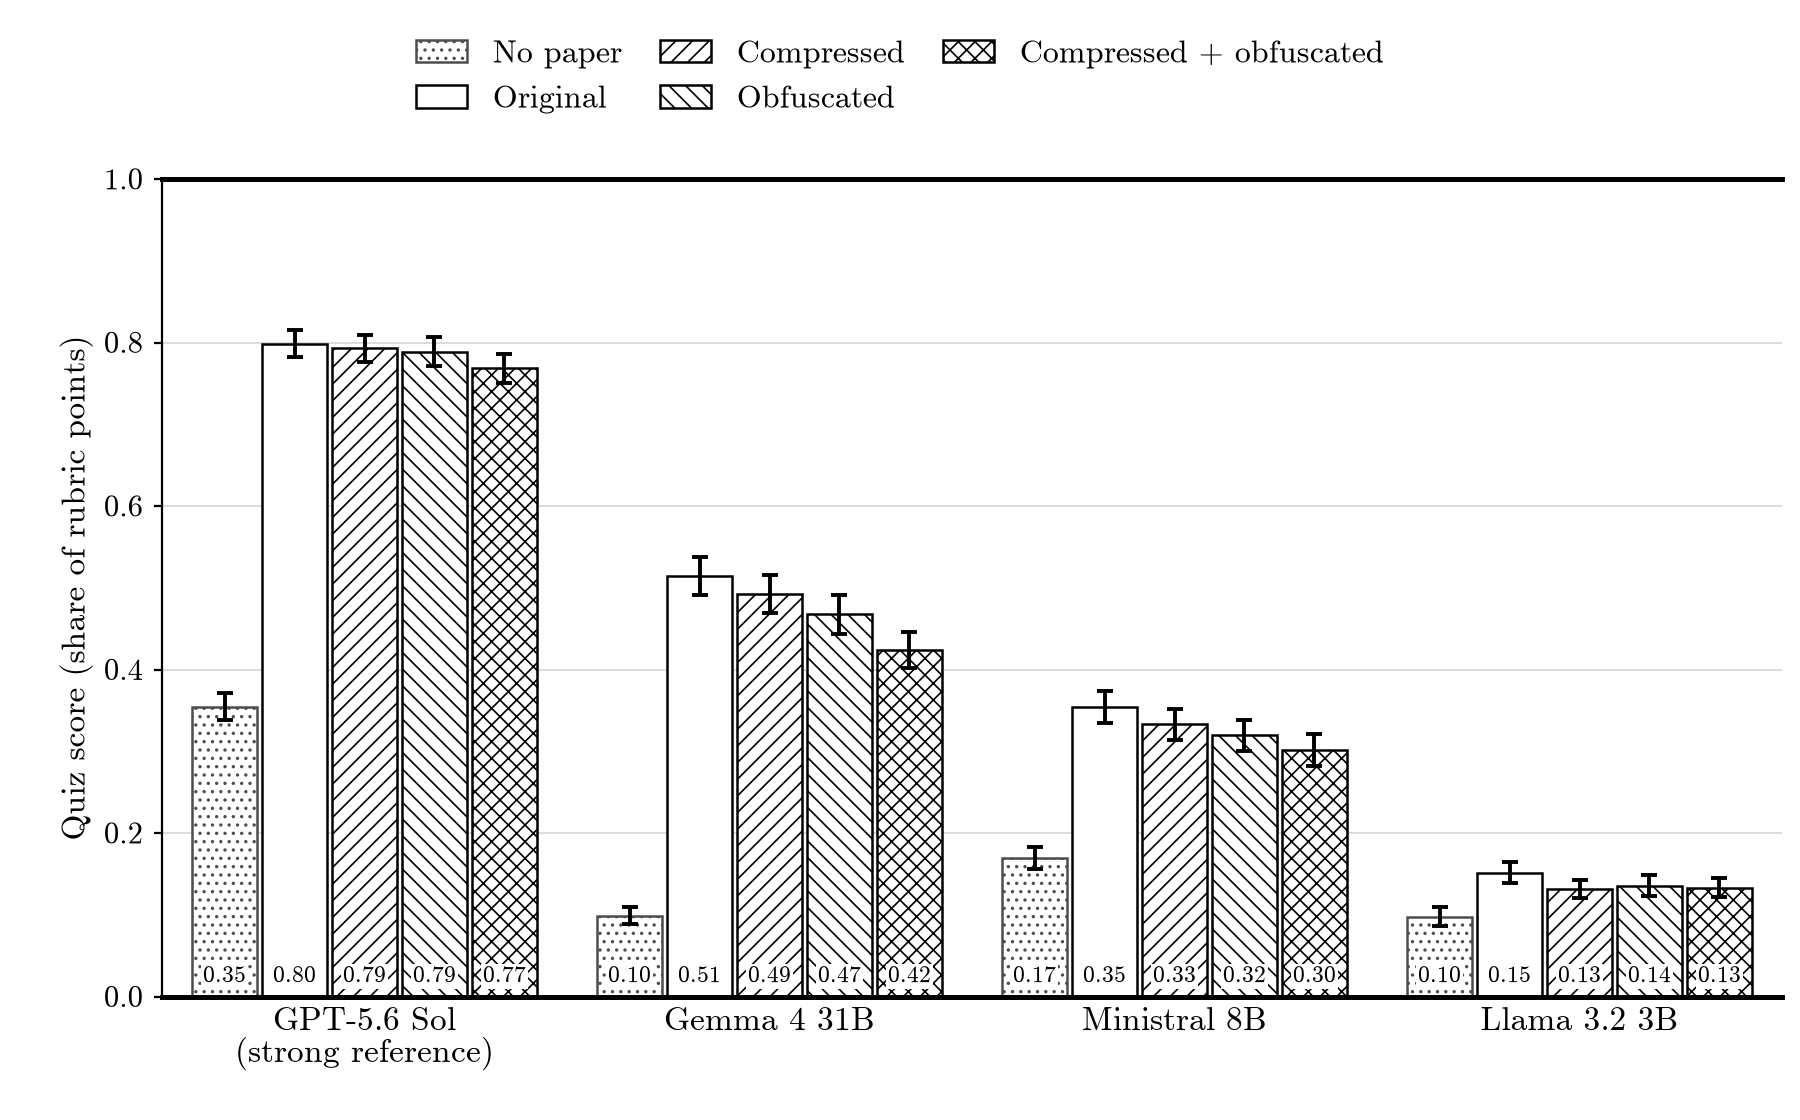 No paper Compressed Compressed + obfuscated
Original Obfuscated
Quiz score (share of rubric points)
1.0
0.8
0.6
0.4
0.2
0.0
0.35 0.80 0.79 0.79 0.77 0.10 0.51 0.49 0.47 0.42 0.17 0.35 0.33 0.32 0.30 0.10 0.15 0.13 0.14 0.13
GPT-5.6 Sol Gemma 4 31B Ministral 8B Llama 3.2 3B
(strong reference)